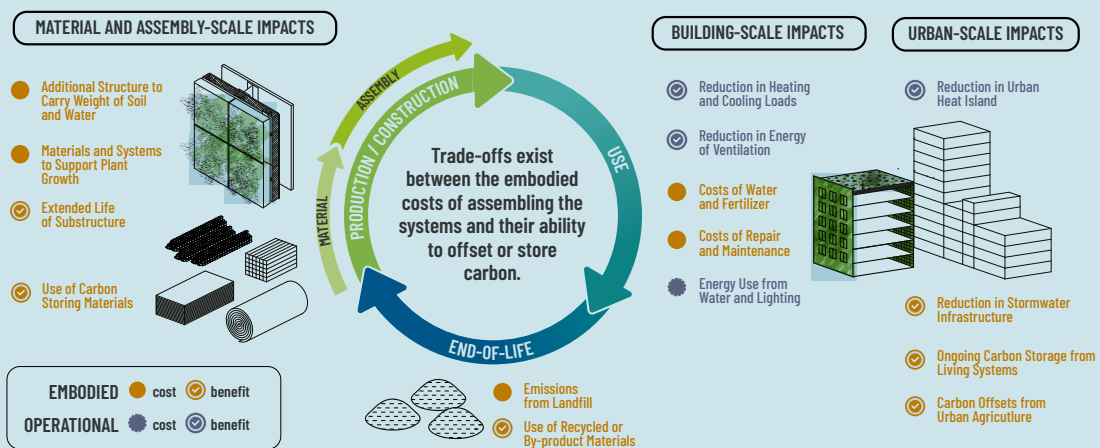 MATERIAL AND ASSEMBLY-SCALE IMPACTS
Additional Structure to
Carry Weight of Soil
and Water
Materials and Systems
to Support Plant
Growth
Extended Life
of Substructure
Use of Carbon
Storing Materials
EMBODIED cost benefit
OPERATIONAL cost benefit
MATERIAL
ASSEMBLY
PRODUCTION / CONSTRUCTION
USE
END-OF-LIFE
Trade-offs exist
between the embodied
costs of assembling the
systems and their ability
to offset or store
carbon.
Emissions
from Landfill
Use of Recycled or
By-product Materials
BUILDING-SCALE IMPACTS
Reduction in Heating
and Cooling Loads
Reduction in Energy
of Ventilation
Costs of Water
and Fertilizer
Costs of Repair
and Maintenance
Energy Use from
Water and Lighting
URBAN-SCALE IMPACTS
Reduction in Urban
Heat Island
Reduction in Stormwater
Infrastructure
Ongoing Carbon Storage from
Living Systems
Carbon Offsets from
Urban Agricutlure